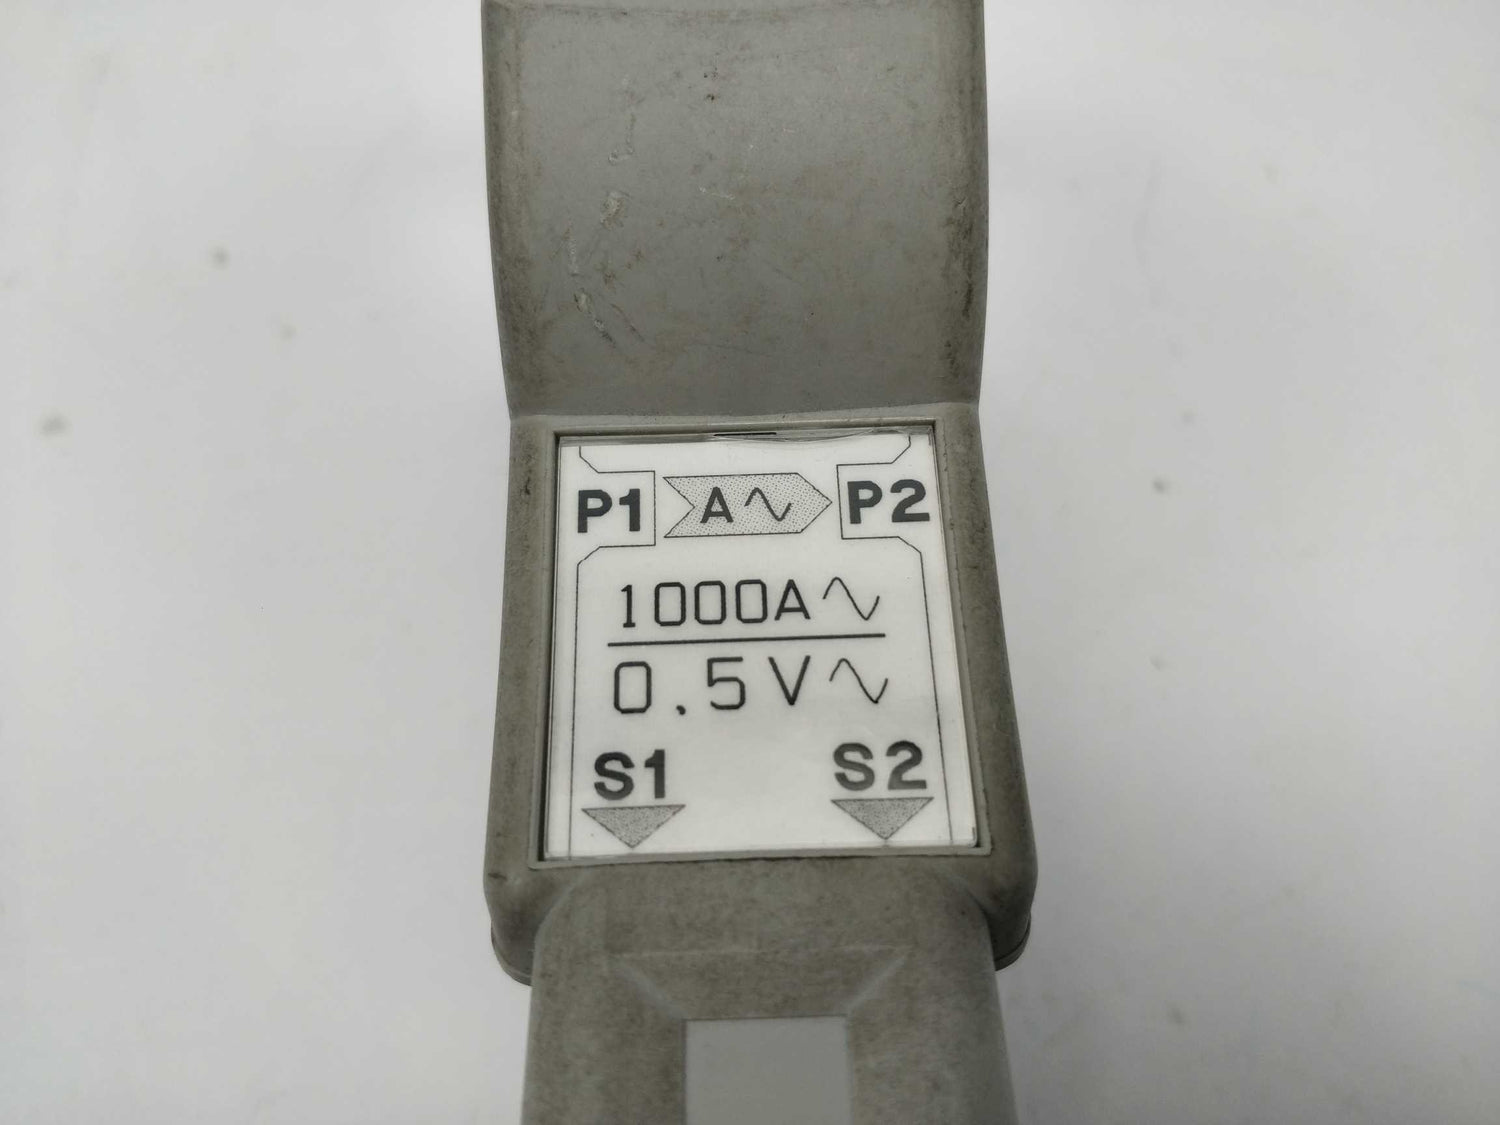 P1 A∿ P2
1000A∿
0.5V∿
S1 S2